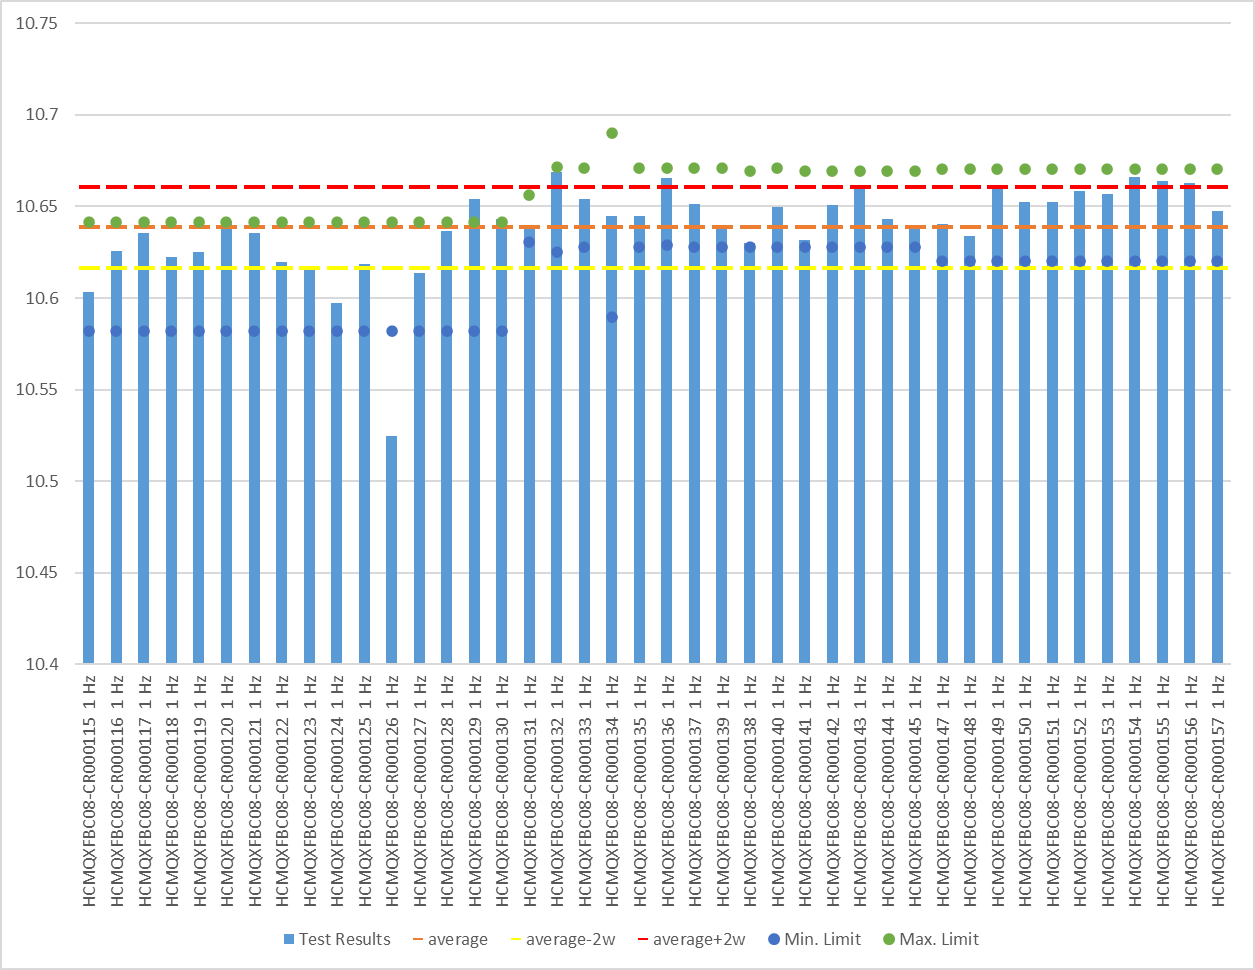 10.75
10.7
10.65
10.6
10.55
10.5
10.45
10.4
HCMQXFBC08-CR000115 1 Hz
HCMQXFBC08-CR000116 1 Hz
HCMQXFBC08-CR000117 1 Hz
HCMQXFBC08-CR000118 1 Hz
HCMQXFBC08-CR000119 1 Hz
HCMQXFBC08-CR000120 1 Hz
HCMQXFBC08-CR000121 1 Hz
HCMQXFBC08-CR000122 1 Hz
HCMQXFBC08-CR000123 1 Hz
HCMQXFBC08-CR000124 1 Hz
HCMQXFBC08-CR000125 1 Hz
HCMQXFBC08-CR000126 1 Hz
HCMQXFBC08-CR000127 1 Hz
HCMQXFBC08-CR000128 1 Hz
HCMQXFBC08-CR000129 1 Hz
HCMQXFBC08-CR000130 1 Hz
HCMQXFBC08-CR000131 1 Hz
HCMQXFBC08-CR000132 1 Hz
HCMQXFBC08-CR000133 1 Hz
HCMQXFBC08-CR000134 1 Hz
HCMQXFBC08-CR000135 1 Hz
HCMQXFBC08-CR000136 1 Hz
HCMQXFBC08-CR000137 1 Hz
HCMQXFBC08-CR000139 1 Hz
HCMQXFBC08-CR000138 1 Hz
HCMQXFBC08-CR000140 1 Hz
HCMQXFBC08-CR000141 1 Hz
HCMQXFBC08-CR000142 1 Hz
HCMQXFBC08-CR000143 1 Hz
HCMQXFBC08-CR000144 1 Hz
HCMQXFBC08-CR000145 1 Hz
HCMQXFBC08-CR000147 1 Hz
HCMQXFBC08-CR000148 1 Hz
HCMQXFBC08-CR000149 1 Hz
HCMQXFBC08-CR000150 1 Hz
HCMQXFBC08-CR000151 1 Hz
HCMQXFBC08-CR000152 1 Hz
HCMQXFBC08-CR000153 1 Hz
HCMQXFBC08-CR000154 1 Hz
HCMQXFBC08-CR000155 1 Hz
HCMQXFBC08-CR000156 1 Hz
HCMQXFBC08-CR000157 1 Hz
Test Results average average-2w average+2w Min. Limit Max. Limit